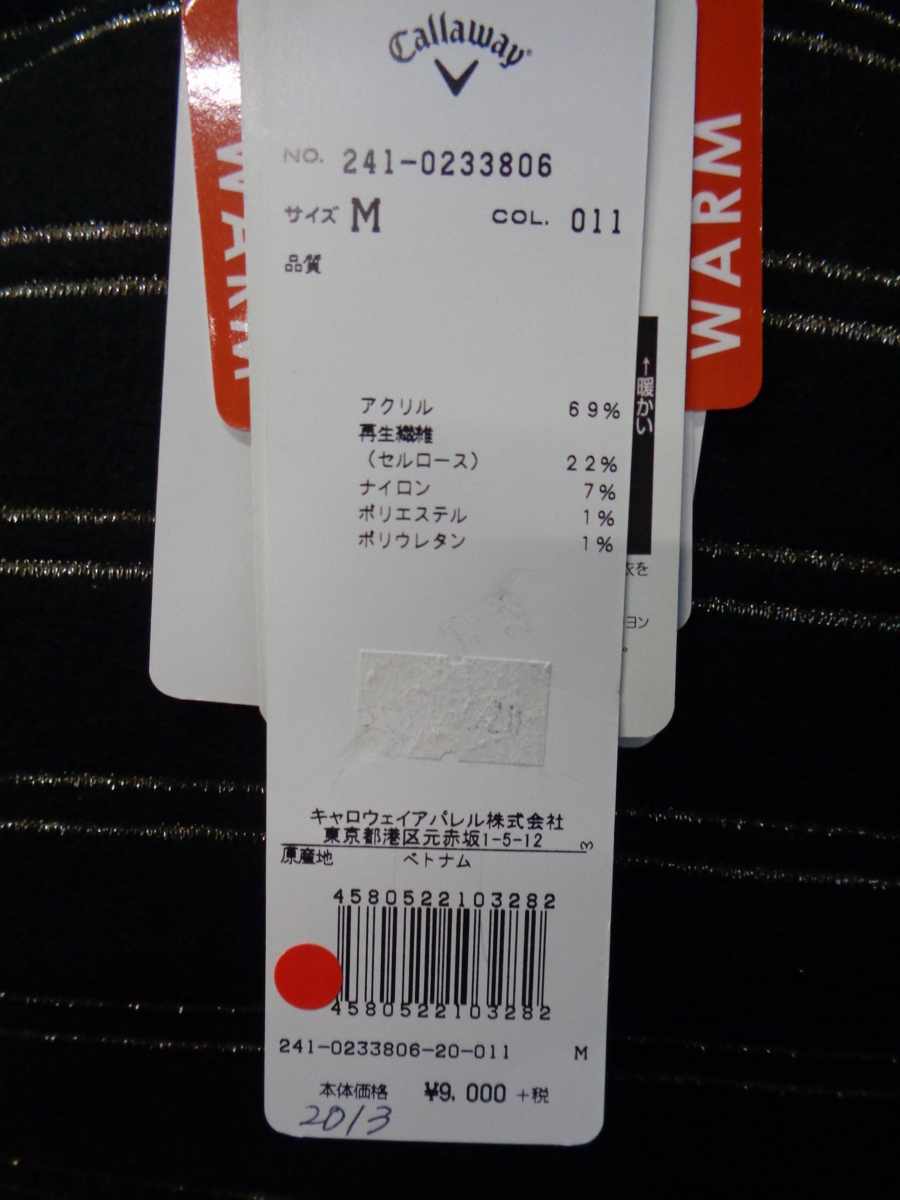 Callaway
NO. 241-0233806
サイズ M COL. 011
品質
アクリル 69%
再生繊維
(セルロース) 22%
ナイロン 7%
ポリエステル 1%
ポリウレタン 1%
キャロウェイアパレル株式会社
東京都港区元赤坂1-5-12 3
原産地 ベトナム
4580522103282
4580522103282
241-0233806-20-011 M
本体価格 ¥9,000 +税
2013
WARM
WARM
↑暖かい
衣を
ヨン
。